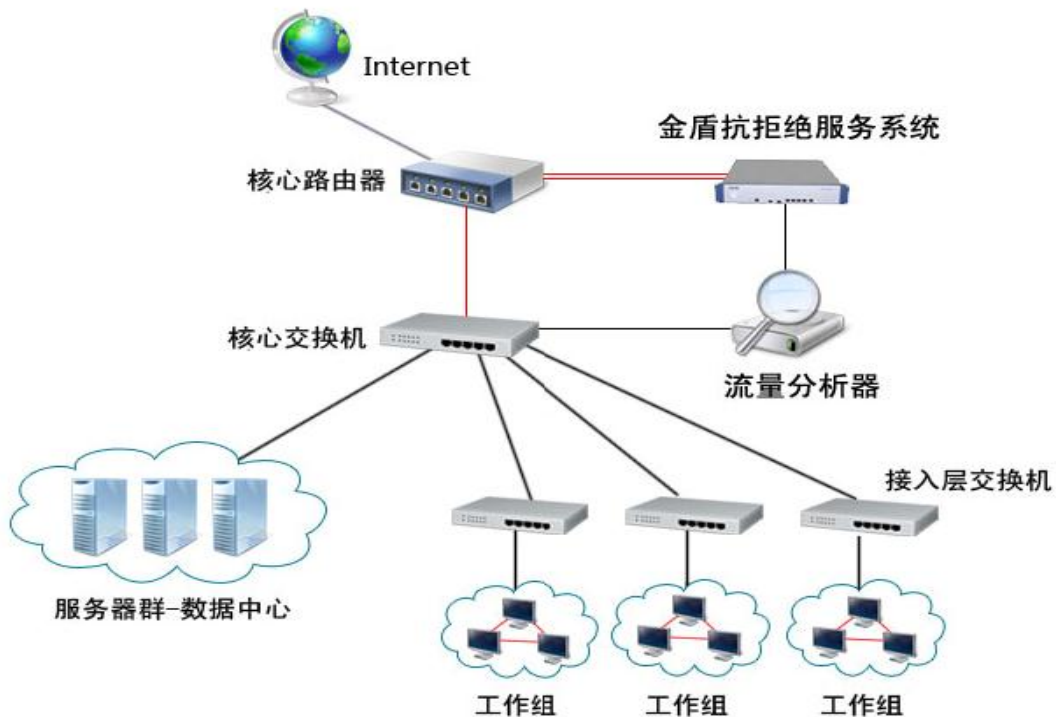 Internet
金盾抗拒绝服务系统
核心路由器
核心交换机
流量分析器
接入层交换机
服务器群-数据中心
工作组
工作组
工作组